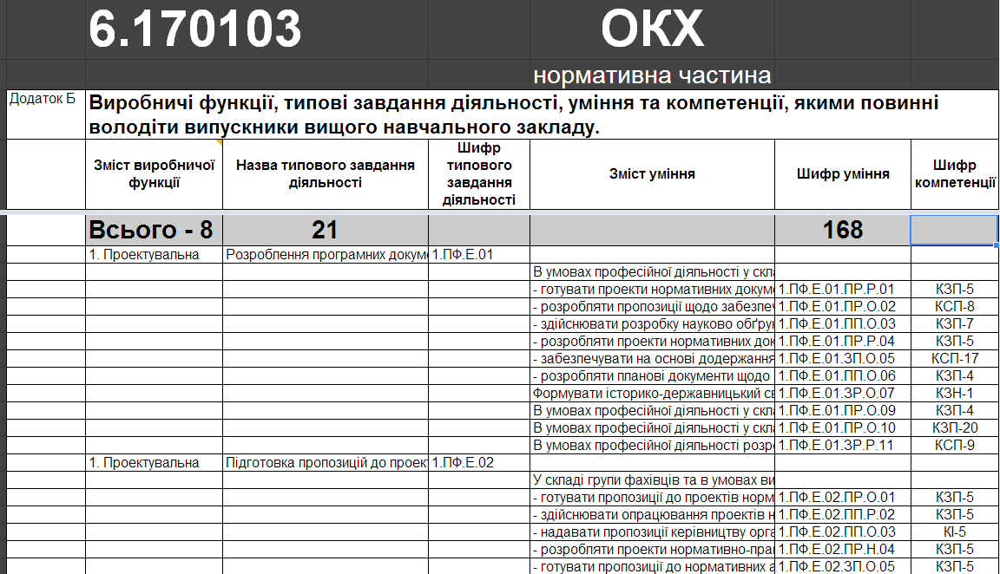 6.170103 ОКХ
нормативна частина
Додаток Б Виробничі функції, типові завдання діяльності, уміння та компетенції, якими повинні
володіти випускники вищого навчального закладу.
Зміст виробничої функції Назва типового завдання діяльності Шифр типового завдання діяльності Зміст уміння Шифр уміння Шифр компетенції
Всього - 8 21 168
1. Проектувальна Розроблення програмних докум 1.ПФ.Е.01
В умовах професійної діяльності у скла
- готувати проекти нормативних докуме 1.ПФ.Е.01.ПР.Р.01 КЗП-5
- розробляти пропозиції щодо забезпеч 1.ПФ.Е.01.ПР.О.02 КСП-8
- здійснювати розробку науково обґрун 1.ПФ.Е.01.ПП.О.03 КЗП-7
- розробляти проекти нормативних док 1.ПФ.Е.01.ПР.Р.04 КЗП-5
- забезпечувати на основі додержання 1.ПФ.Е.01.ЗП.О.05 КСП-17
- розробляти планові документи щодо 1.ПФ.Е.01.ПП.О.06 КЗП-4
Формувати історико-державницький св 1.ПФ.Е.01.ЗР.О.07 КЗН-1
В умовах професійної діяльності у скла 1.ПФ.Е.01.ПР.О.09 КЗП-4
В умовах професійної діяльності у скла 1.ПФ.Е.01.ПР.О.10 КЗП-20
В умовах професійної діяльності розро 1.ПФ.Е.01.ЗР.Р.11 КСП-9
1. Проектувальна Підготовка пропозицій до проек 1.ПФ.Е.02
У складі групи фахівців та в умовах ви
- готувати пропозиції до проектів норм 1.ПФ.Е.02.ПР.О.01 КЗП-5
- здійснювати опрацювання проектів н 1.ПФ.Е.02.ПП.Р.02 КЗП-5
- надавати пропозиції керівництву орга 1.ПФ.Е.02.ПП.О.03 КІ-5
- розробляти проекти нормативно-прав 1.ПФ.Е.02.ПР.Н.04 КЗП-5
- готувати пропозиції до нормативних а 1.ПФ.Е.02.ЗП.О.05 КЗП-5